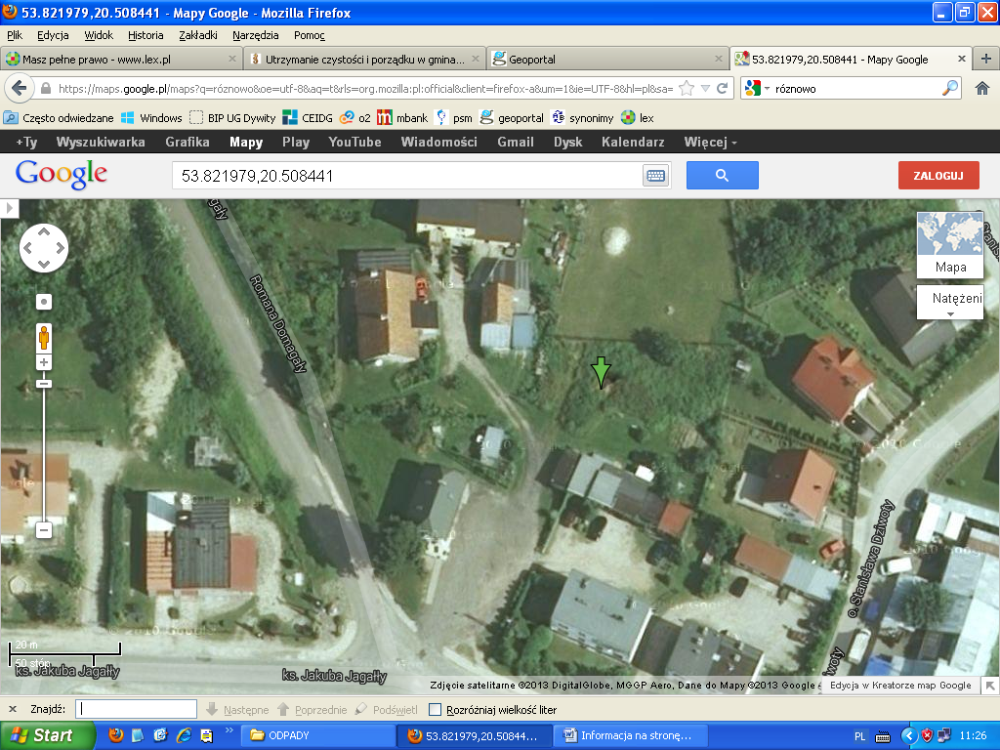 53.821979,20.508441 - Mapy Google - Mozilla Firefox
Plik Edycja Widok Historia Zakładki Narzędzia Pomoc
Masz pełne prawo - www.lex.pl Utrzymanie czystości i porządku w gmina... Geoportal 53.821979,20.508441 - Mapy Google
https://maps.google.pl/maps?q=róznowo&oe=utf-8&aq=t&rls=org.mozilla:pl:official&client=firefox-a&um=1&ie=UTF-8&hl=pl&sa= róznowo
Często odwiedzane Windows BIP UG Dywity CEIDG o2 mbank psm geoportal synonimy lex
+Ty Wyszukiwarka Grafika Mapy Play YouTube Wiadomości Gmail Dysk Kalendarz Więcej
Google 53.821979,20.508441 ZALOGUJ
Mapa
Natężeni
Romana Domagały
o. Stanisława Dziwoty
20 m
50 stóp
ks. Jakuba Jagałły
ks. Jakuba Jagałły
Zdjęcie satelitarne ©2013 DigitalGlobe, MGGP Aero, Dane do Mapy ©2013 Google Edycja w Kreatorze map Google
Znajdź: Następne Poprzednie Podświetl Rozróżniaj wielkość liter
Start ODPADY 53.821979,20.50844... Informacja na stronę... PL 11:26